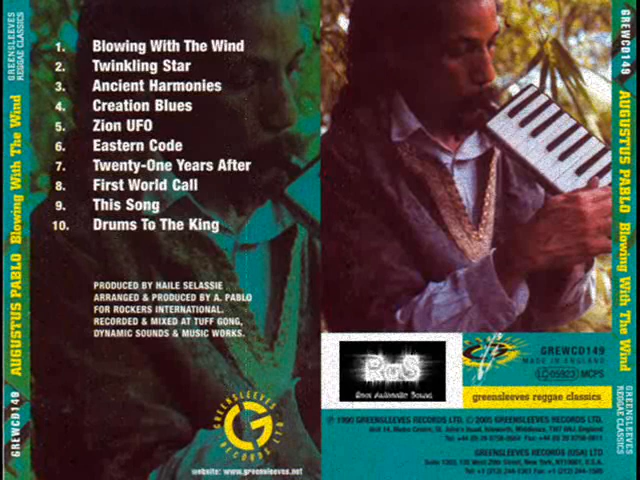 GREENSLEEVES
REGGAE CLASSICS
AUGUSTUS PABLO Blowing With The Wind
GREWCD149
1. Blowing With The Wind
2. Twinkling Star
3. Ancient Harmonies
4. Creation Blues
5. Zion UFO
6. Eastern Code
7. Twenty-One Years After
8. First World Call
9. This Song
10. Drums To The King
PRODUCED BY HAILE SELASSIE
ARRANGED & PRODUCED BY A. PABLO
FOR ROCKERS INTERNATIONAL.
RECORDED & MIXED AT TUFF GONG,
DYNAMIC SOUNDS & MUSIC WORKS.
GREENSLEEVES
RECORDS
G
website: www.greensleeves.net
GREWCD149
AUGUSTUS PABLO Blowing With The Wind
GREENSLEEVES
REGGAE CLASSICS
GREWCD149
MADE IN ENGLAND
LC 05923 MCPS
greensleeves reggae classics
GREENSLEEVES RECORDS LTD. GREENSLEEVES RECORDS LTD.
GREENSLEEVES RECORDS (USA) LTD